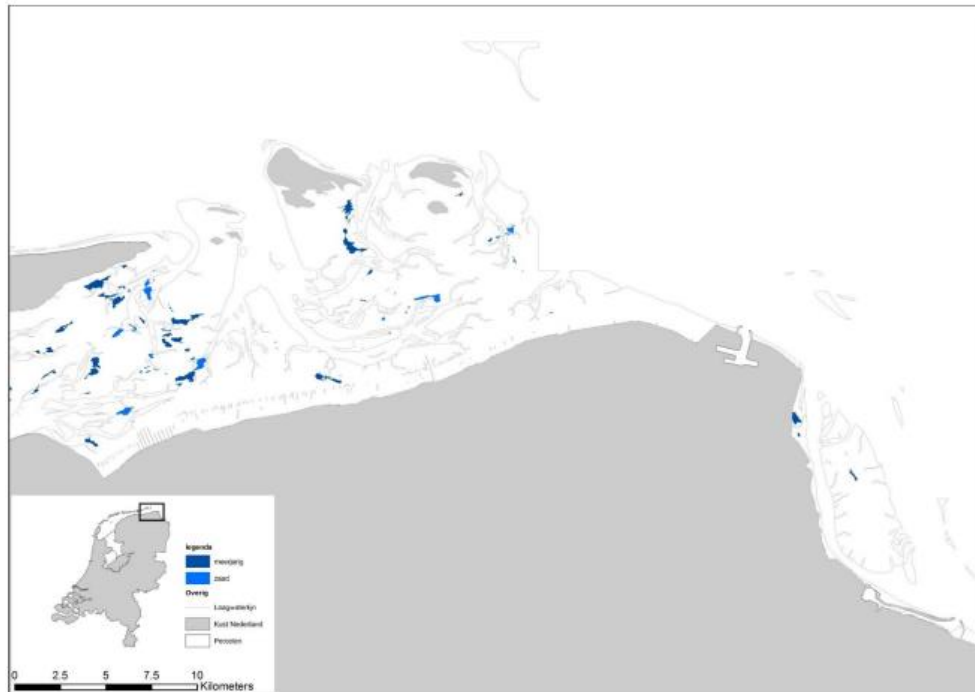 legenda
meerjarig
zaad
Overig
Laagwaterlijn
Kust Nederland
Percelen
0 2.5 5 7.5 10
Kilometers